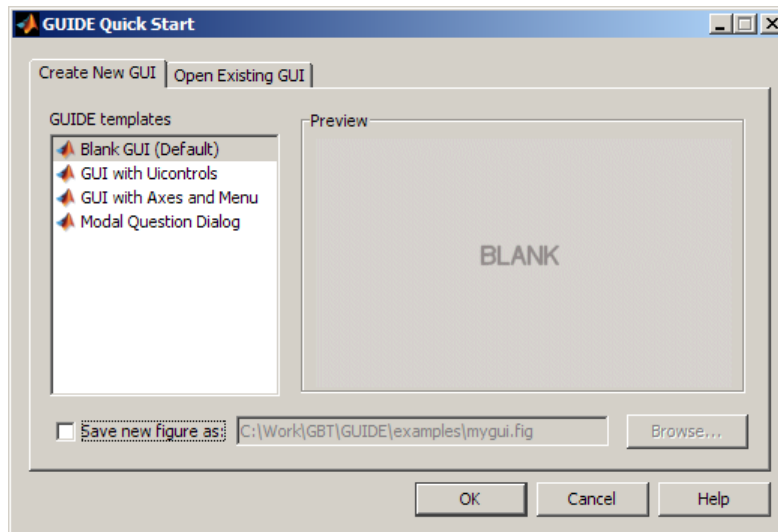 GUIDE Quick Start
Create New GUI
Open Existing GUI
GUIDE templates
Blank GUI (Default)
GUI with Uicontrols
GUI with Axes and Menu
Modal Question Dialog
Preview
BLANK
Save new figure as:
C:\Work\GBT\GUIDE\examples\mygui.fig
Browse...
OK
Cancel
Help